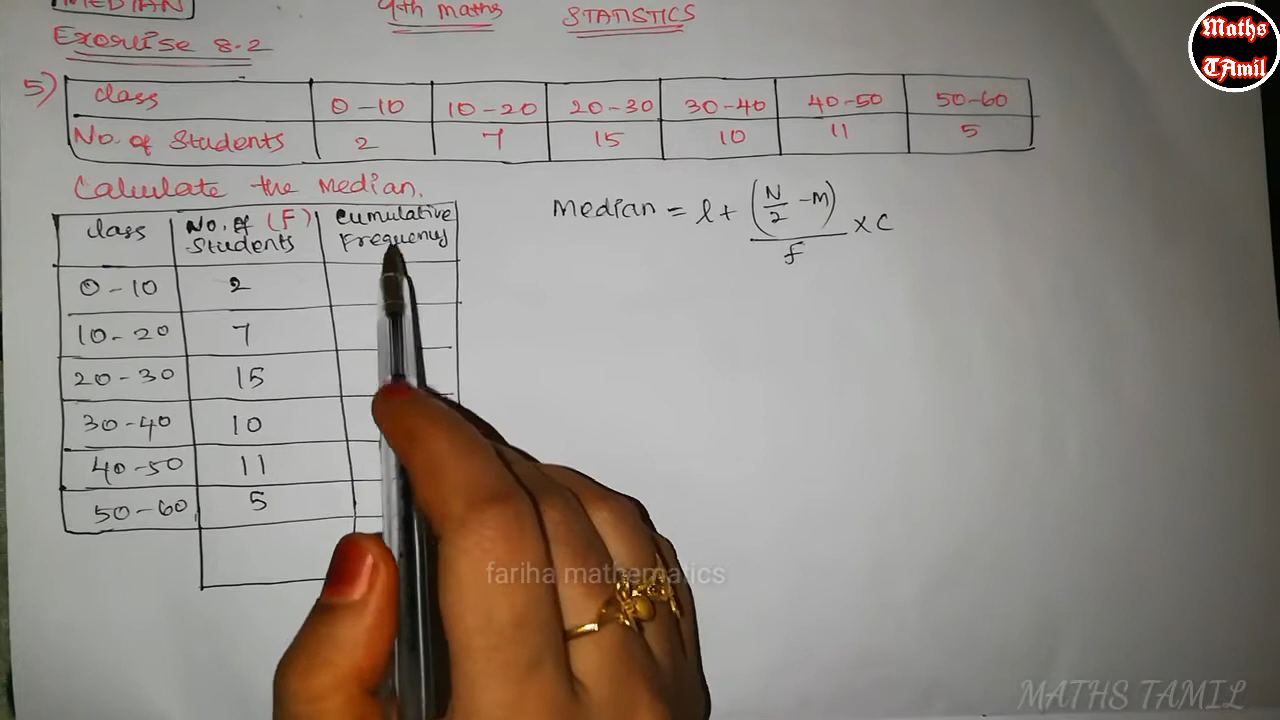 MEDIAN
9th maths STATISTICS
Exercise 8.2
Maths
TAmil
5)
class 0-10 10-20 20-30 30-40 40-50 50-60
No. of Students 2 7 15 10 11 5
Calculate the Median.
class No. of (F) Students Cumulative Frequency
0-10 2
10-20 7
20-30 15
30-40 10
40-50 11
50-60 5
Median = l + (N/2 - M)/f × c
fariha mathematics
MATHS TAMIL